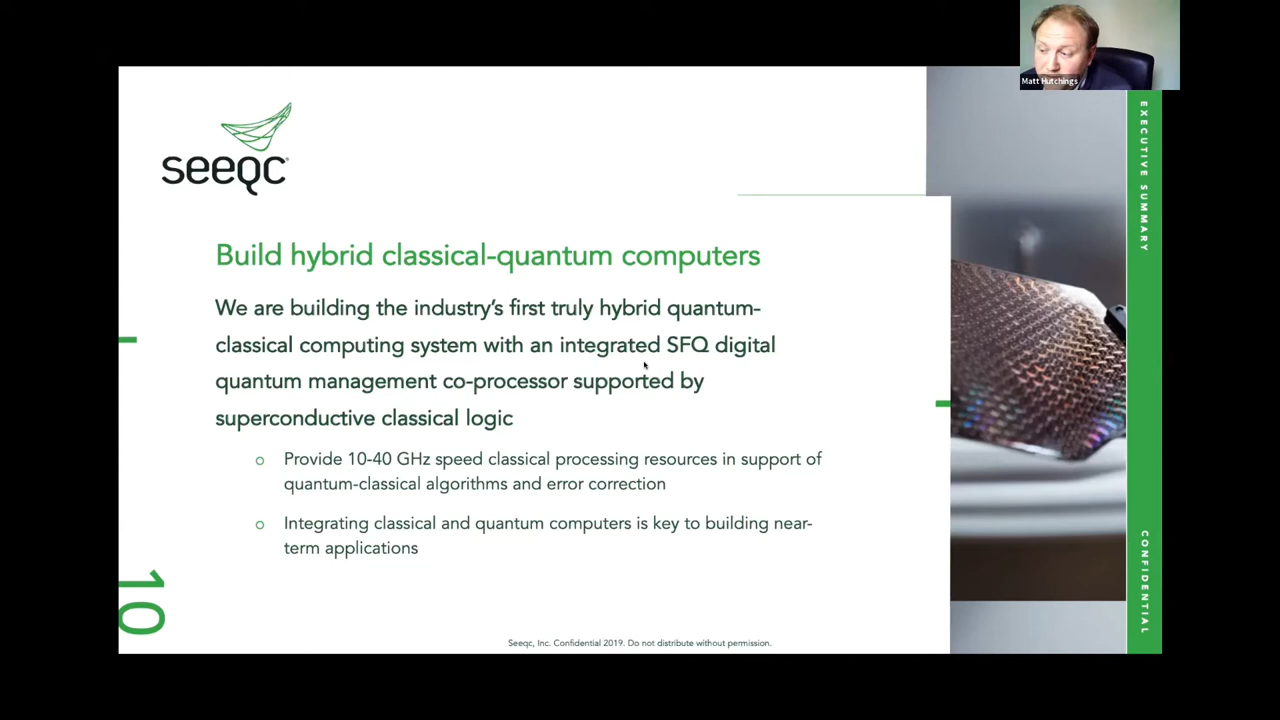 Matt Hutchings
seeqc
EXECUTIVE SUMMARY
Build hybrid classical-quantum computers
We are building the industry's first truly hybrid quantum-
classical computing system with an integrated SFQ digital
quantum management co-processor supported by
superconductive classical logic
Provide 10-40 GHz speed classical processing resources in support of
quantum-classical algorithms and error correction
Integrating classical and quantum computers is key to building near-
term applications
CONFIDENTIAL
10
Seeqc, Inc. Confidential 2019. Do not distribute without permission.